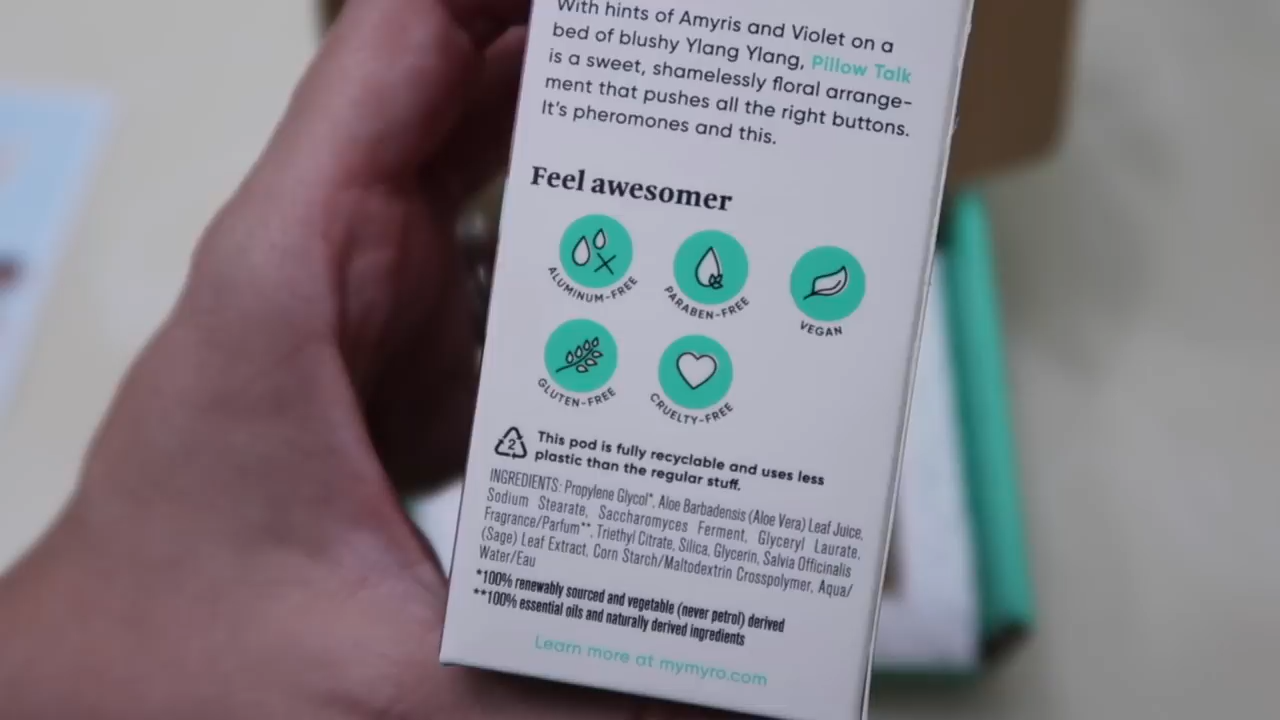 With hints of Amyris and Violet on a
bed of blushy Ylang Ylang, Pillow Talk
is a sweet, shamelessly floral arrange-
ment that pushes all the right buttons.
It's pheromones and this.
Feel awesomer
ALUMINUM-FREE
PARABEN-FREE
VEGAN
GLUTEN-FREE
CRUELTY-FREE
2
This pod is fully recyclable and uses less
plastic than the regular stuff.
INGREDIENTS: Propylene Glycol*, Aloe Barbadensis (Aloe Vera) Leaf Juice,
Sodium Stearate, Saccharomyces Ferment, Glyceryl Laurate,
Fragrance/Parfum**, Triethyl Citrate, Silica, Glycerin, Salvia Officinalis
(Sage) Leaf Extract, Corn Starch/Maltodextrin Crosspolymer, Aqua/
Water/Eau
*100% renewably sourced and vegetable (never petrol) derived
**100% essential oils and naturally derived ingredients
Learn more at mymyro.com